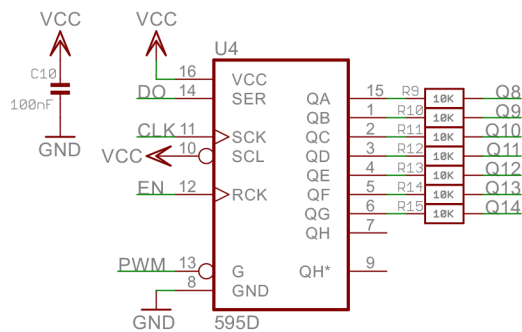 VCC
VCC
U4
C10
100nF
GND
16
VCC
DO
14
SER
QA
15
R9
10K
Q8
QB
1
R10
10K
Q9
CLK
11
SCK
QC
2
R11
10K
Q10
VCC
10
SCL
QD
3
R12
10K
Q11
QE
4
R13
10K
Q12
EN
12
RCK
QF
5
R14
10K
Q13
QG
6
R15
10K
Q14
QH
7
PWM
13
G
QH*
9
8
GND
GND
595D